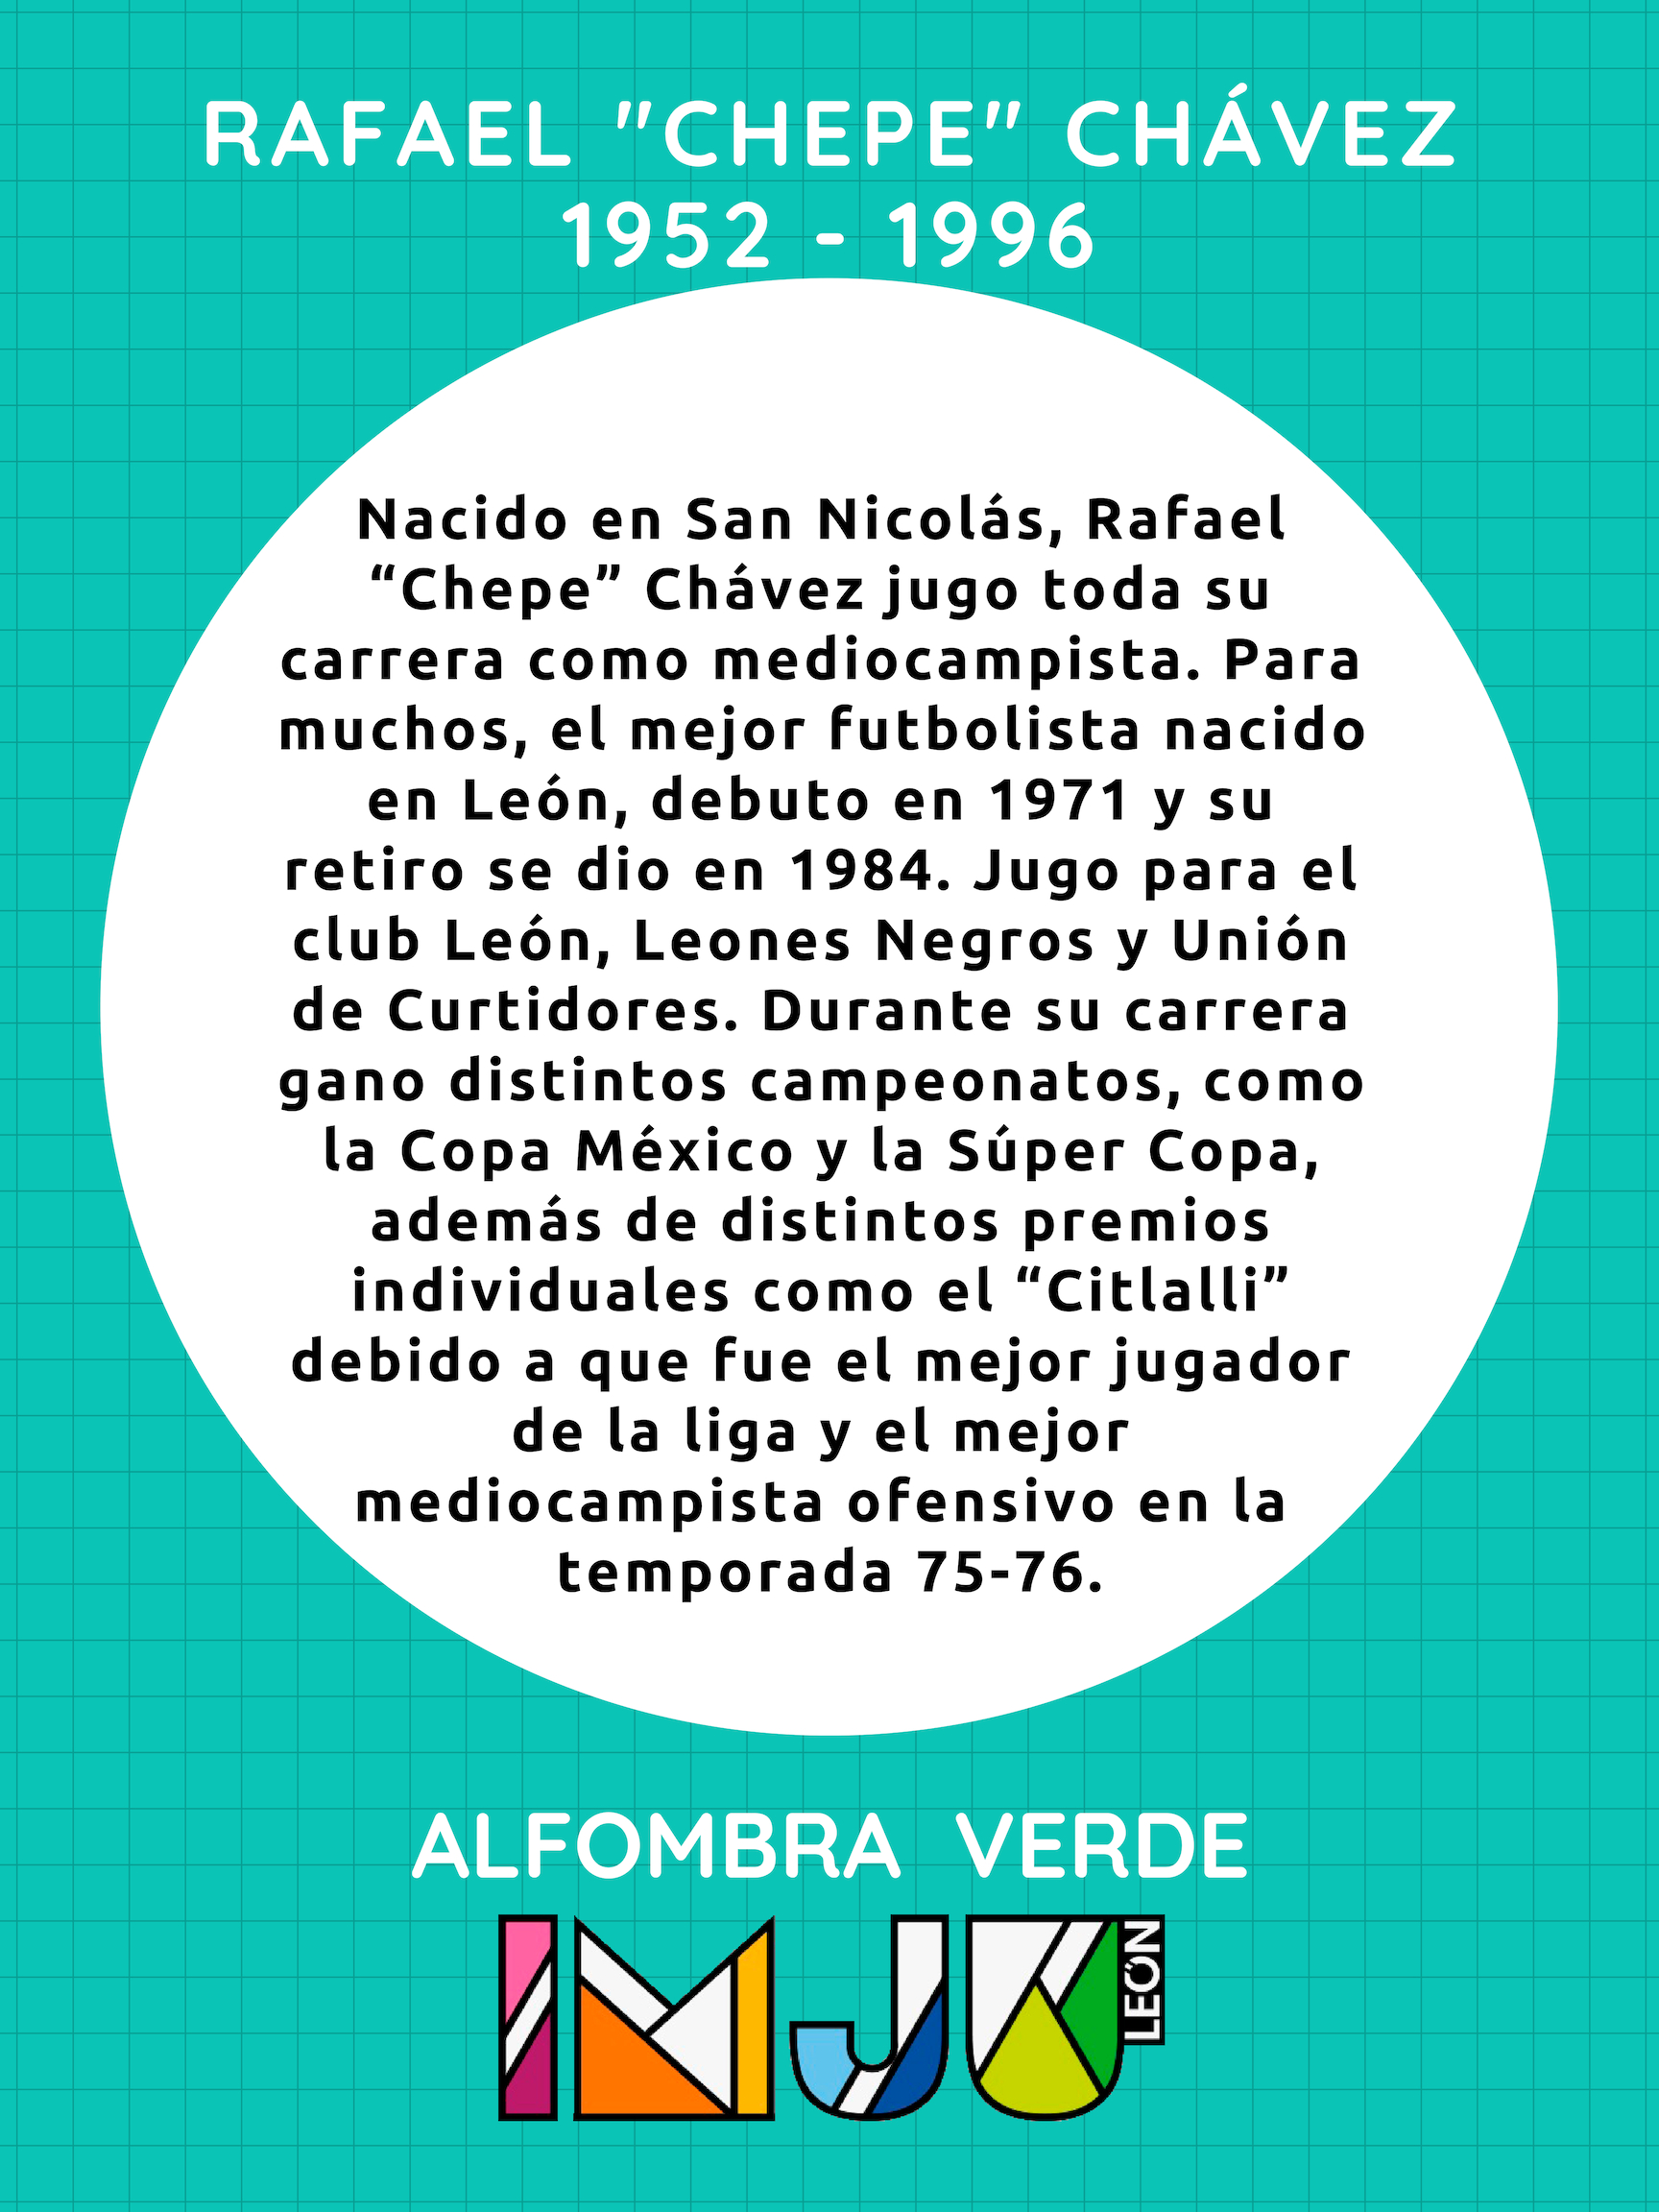 RAFAEL "CHEPE" CHÁVEZ
1952 - 1996
Nacido en San Nicolás, Rafael
“Chepe” Chávez jugo toda su
carrera como mediocampista. Para
muchos, el mejor futbolista nacido
en León, debuto en 1971 y su
retiro se dio en 1984. Jugo para el
club León, Leones Negros y Unión
de Curtidores. Durante su carrera
gano distintos campeonatos, como
la Copa México y la Súper Copa,
además de distintos premios
individuales como el “Citlalli”
debido a que fue el mejor jugador
de la liga y el mejor
mediocampista ofensivo en la
temporada 75-76.
ALFOMBRA VERDE
IMJU
LEÓN